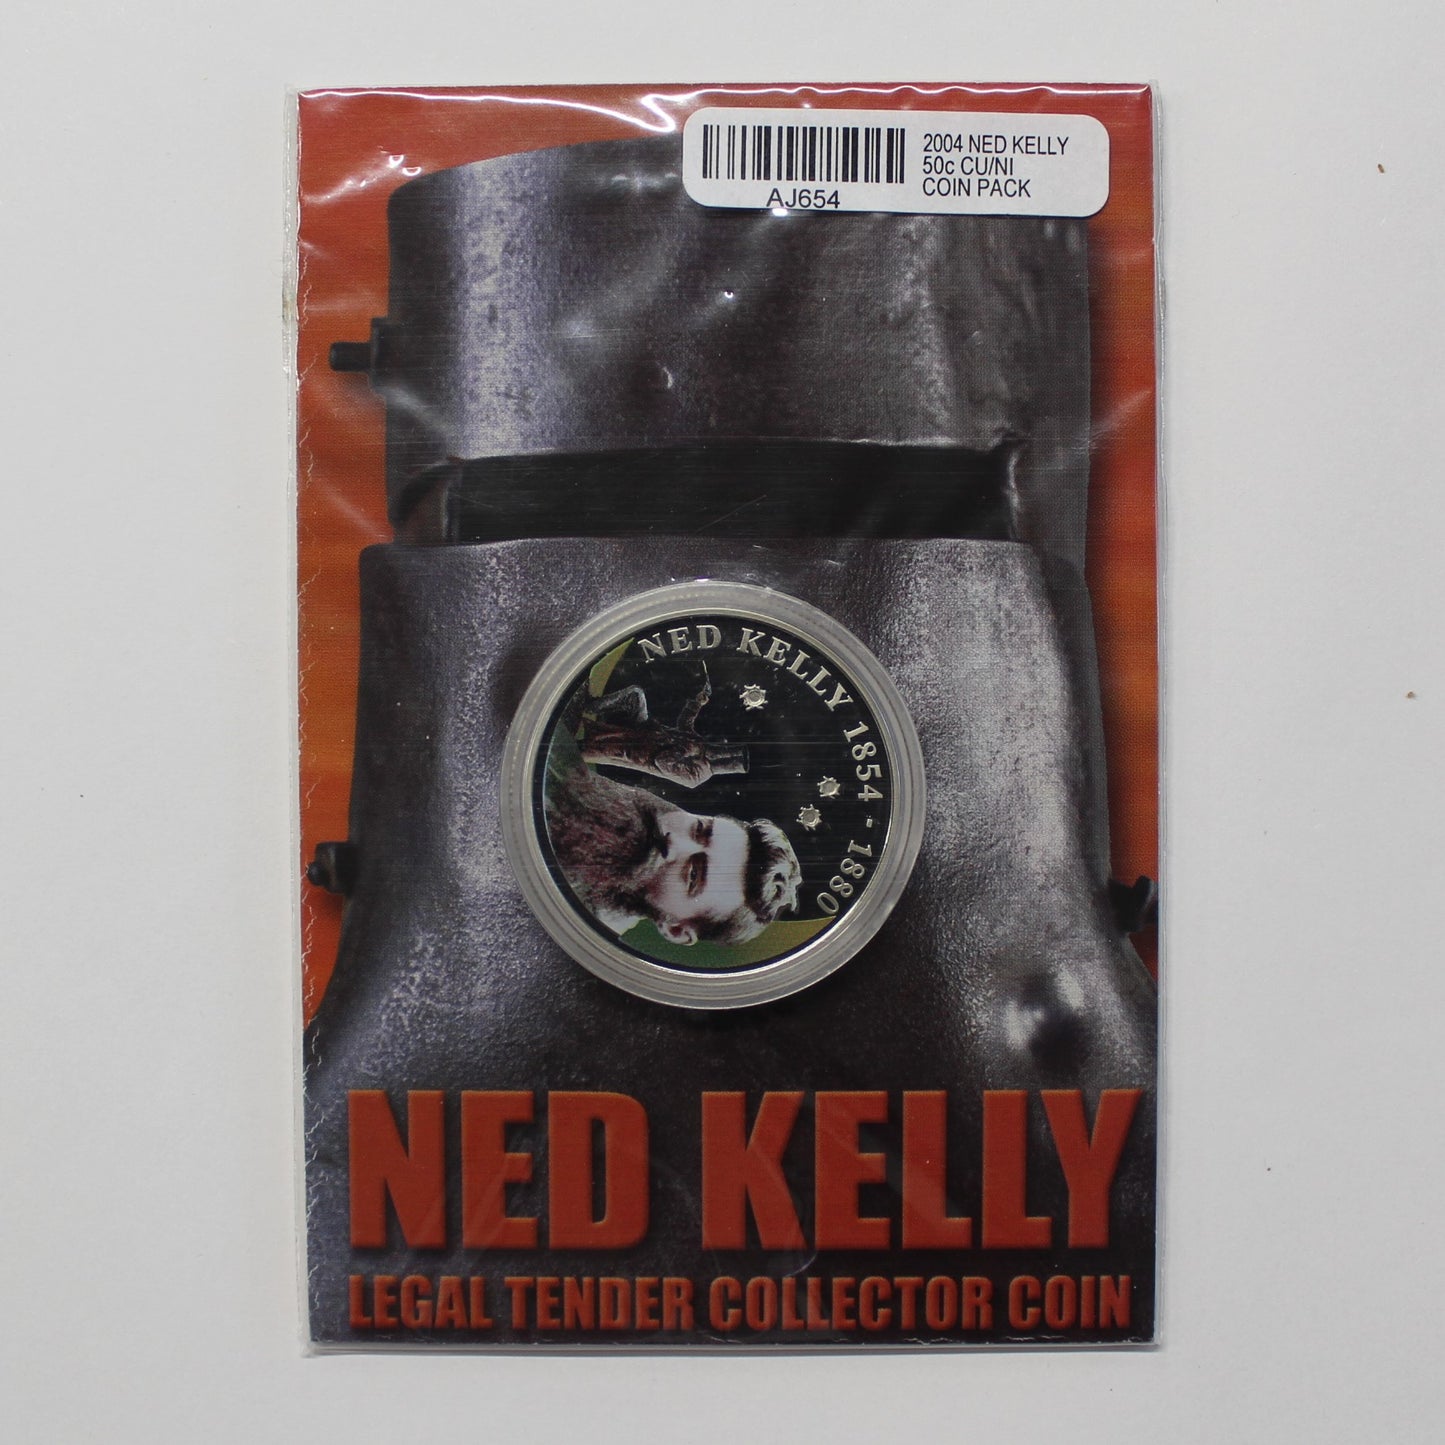 2004 NED KELLY
50c CU/NI
COIN PACK
AJ654
NED KELLY 1854 - 1880
NED KELLY
LEGAL TENDER COLLECTOR COIN